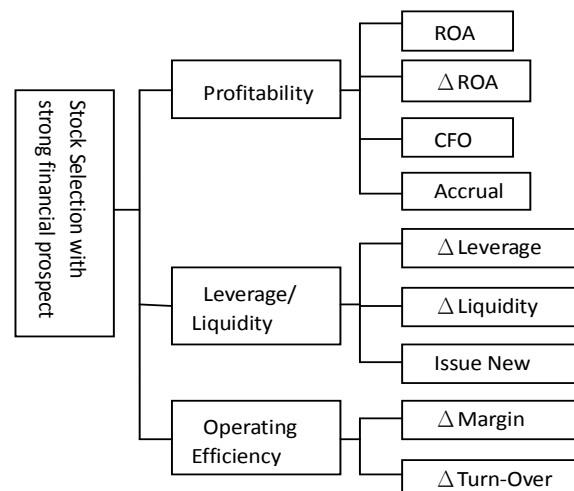 Stock Selection with
strong financial prospect
Profitability
ROA
△ROA
CFO
Accrual
Leverage/
Liquidity
△Leverage
△Liquidity
Issue New
Operating
Efficiency
△Margin
△Turn-Over